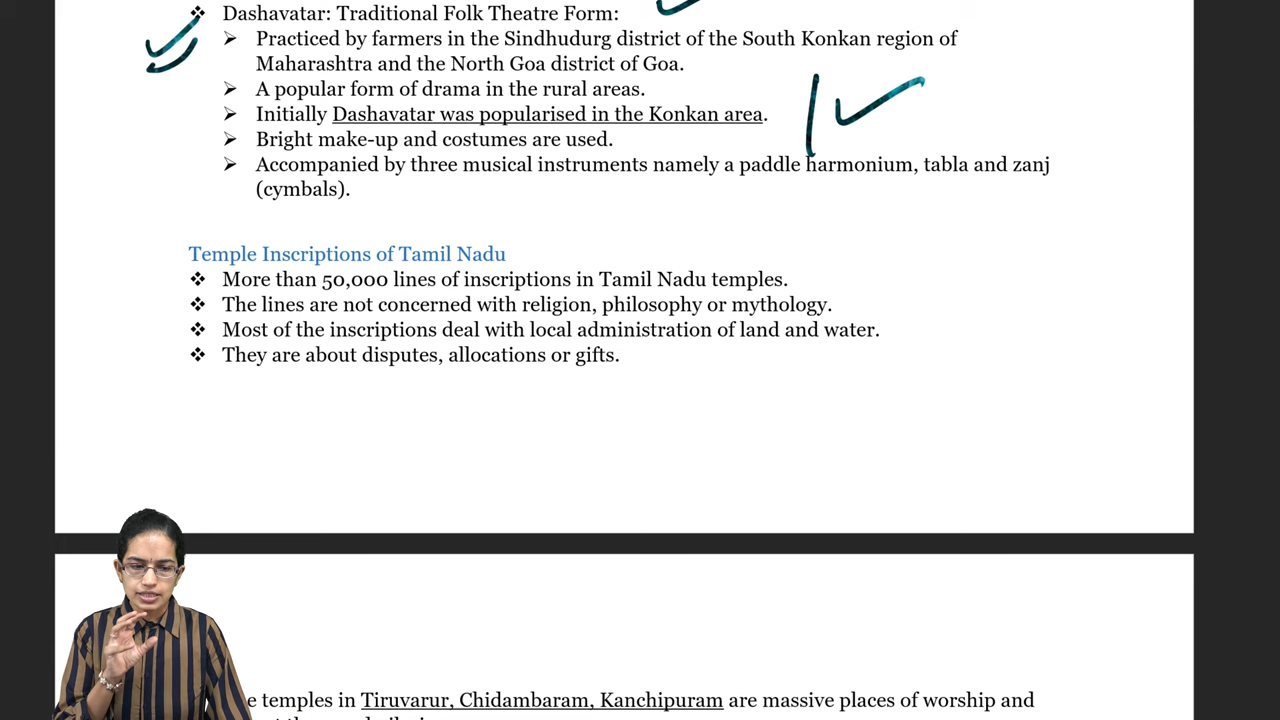 ❖ Dashavatar: Traditional Folk Theatre Form:
➢ Practiced by farmers in the Sindhudurg district of the South Konkan region of
Maharashtra and the North Goa district of Goa.
➢ A popular form of drama in the rural areas.
➢ Initially Dashavatar was popularised in the Konkan area.
➢ Bright make-up and costumes are used.
➢ Accompanied by three musical instruments namely a paddle harmonium, tabla and zanj
(cymbals).
Temple Inscriptions of Tamil Nadu
❖ More than 50,000 lines of inscriptions in Tamil Nadu temples.
❖ The lines are not concerned with religion, philosophy or mythology.
❖ Most of the inscriptions deal with local administration of land and water.
❖ They are about disputes, allocations or gifts.
temples in Tiruvarur, Chidambaram, Kanchipuram are massive places of worship and